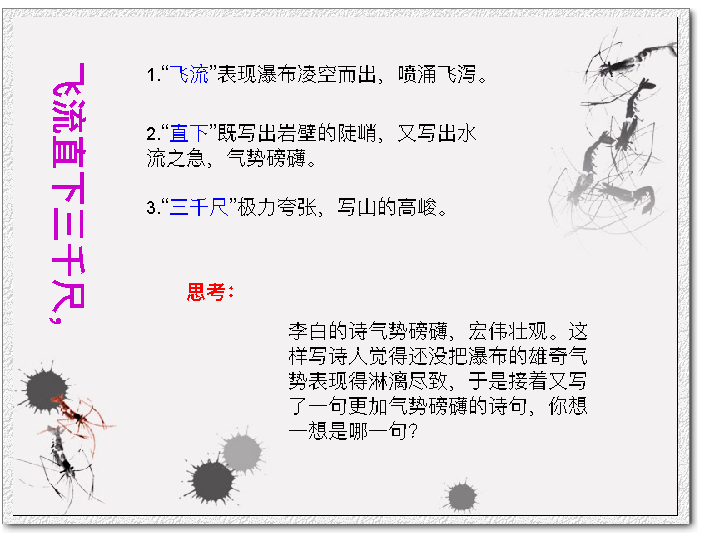 飞流直下三千尺，
1.“飞流”表现瀑布凌空而出，喷涌飞泻。
2.“直下”既写出岩壁的陡峭，又写出水
流之急，气势磅礴。
3.“三千尺”极力夸张，写山的高峻。
思考：
李白的诗气势磅礴，宏伟壮观。这
样写诗人觉得还没把瀑布的雄奇气
势表现得淋漓尽致，于是接着又写
了一句更加气势磅礴的诗句，你想
一想是哪一句？